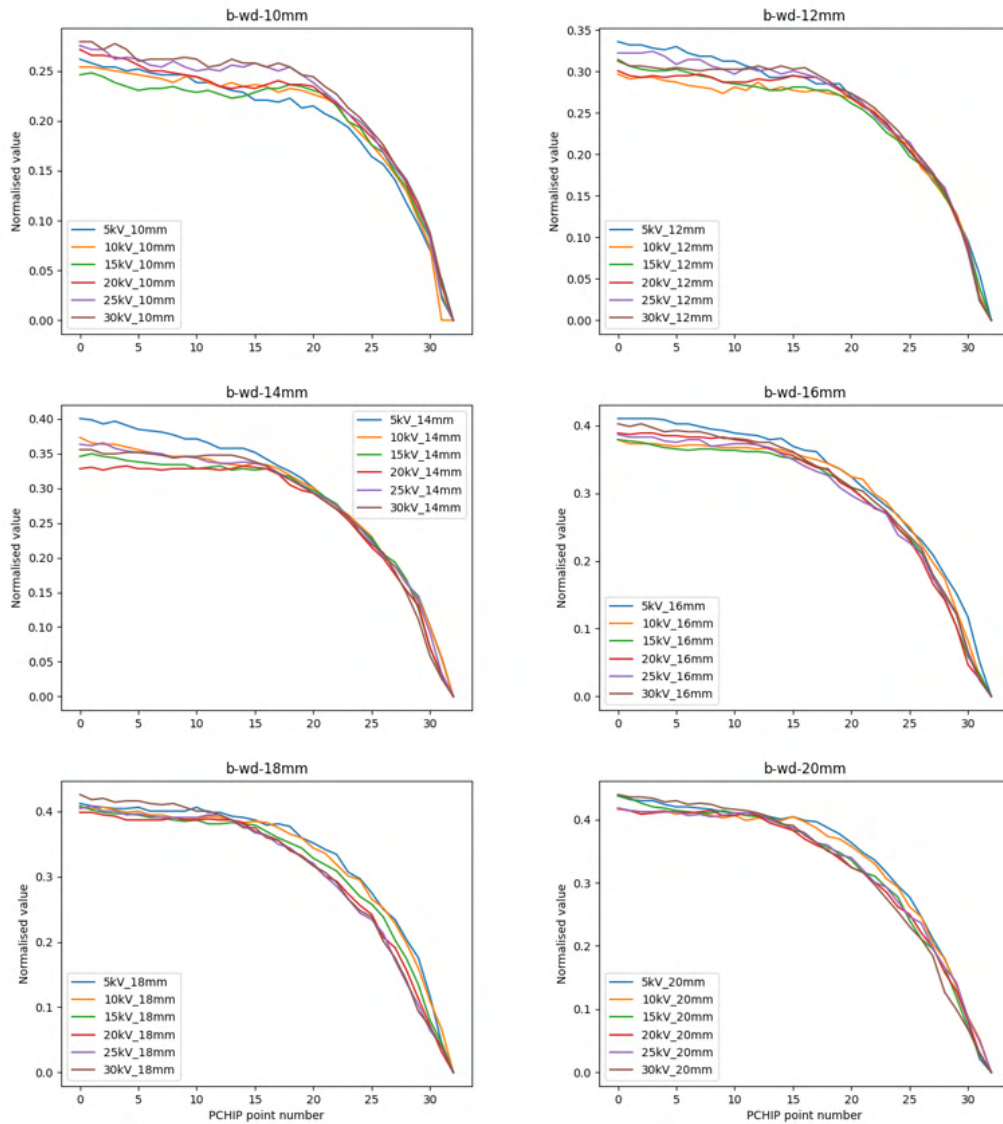 b-wd-10mm
Normalised value
0.25
0.20
0.15
0.10
0.05
0.00
5kV_10mm
10kV_10mm
15kV_10mm
20kV_10mm
25kV_10mm
30kV_10mm
0 5 10 15 20 25 30
b-wd-12mm
Normalised value
0.35
0.30
0.25
0.20
0.15
0.10
0.05
0.00
5kV_12mm
10kV_12mm
15kV_12mm
20kV_12mm
25kV_12mm
30kV_12mm
0 5 10 15 20 25 30
b-wd-14mm
Normalised value
0.40
0.35
0.30
0.25
0.20
0.15
0.10
0.05
0.00
5kV_14mm
10kV_14mm
15kV_14mm
20kV_14mm
25kV_14mm
30kV_14mm
0 5 10 15 20 25 30
b-wd-16mm
Normalised value
0.4
0.3
0.2
0.1
0.0
5kV_16mm
10kV_16mm
15kV_16mm
20kV_16mm
25kV_16mm
30kV_16mm
0 5 10 15 20 25 30
b-wd-18mm
Normalised value
0.4
0.3
0.2
0.1
0.0
5kV_18mm
10kV_18mm
15kV_18mm
20kV_18mm
25kV_18mm
30kV_18mm
0 5 10 15 20 25 30
PCHIP point number
b-wd-20mm
Normalised value
0.4
0.3
0.2
0.1
0.0
5kV_20mm
10kV_20mm
15kV_20mm
20kV_20mm
25kV_20mm
30kV_20mm
0 5 10 15 20 25 30
PCHIP point number